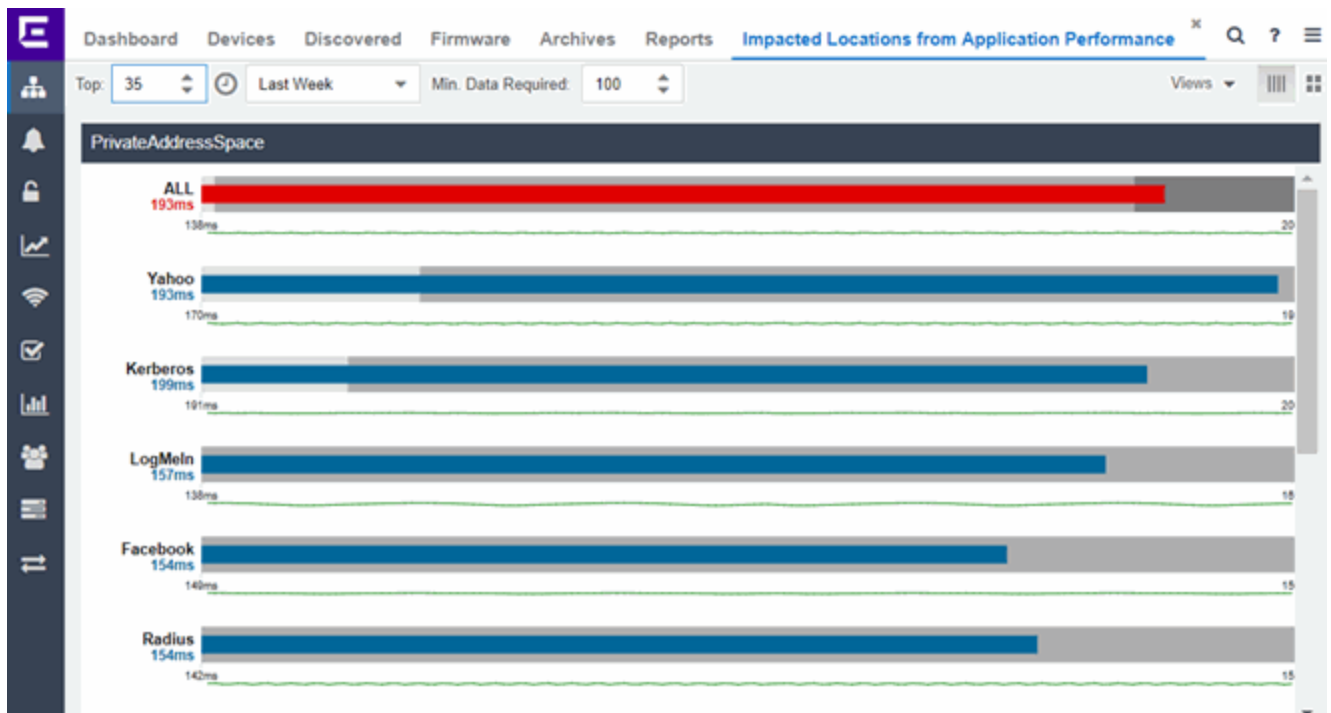 E
Dashboard Devices Discovered Firmware Archives Reports Impacted Locations from Application Performance × ?
Top: 35 Last Week Min. Data Required: 100 Views
PrivateAddressSpace
ALL
193ms
138ms 20
Yahoo
193ms
170ms 19
Kerberos
199ms
191ms 20
LogMeIn
157ms
138ms 16
Facebook
154ms
149ms 15
Radius
154ms
142ms 15